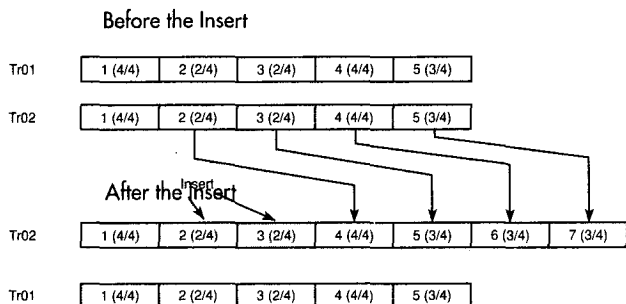 Before the Insert
Tr01 1 (4/4) 2 (2/4) 3 (2/4) 4 (4/4) 5 (3/4)
Tr02 1 (4/4) 2 (2/4) 3 (2/4) 4 (4/4) 5 (3/4)
Insert
After the Insert
Tr02 1 (4/4) 2 (2/4) 3 (2/4) 4 (4/4) 5 (3/4) 6 (3/4) 7 (3/4)
Tr01 1 (4/4) 2 (2/4) 3 (2/4) 4 (4/4) 5 (3/4)